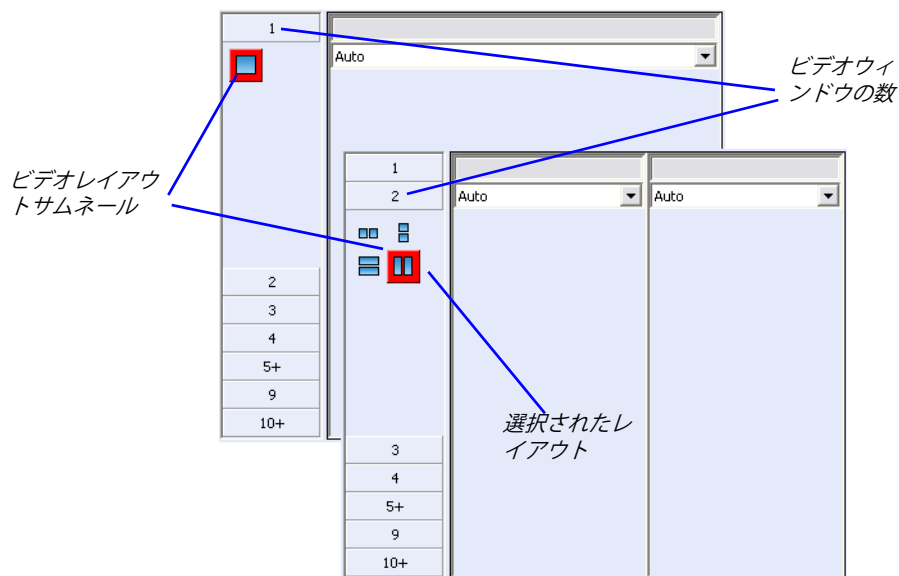 1
Auto
ビデオウィ
ンドウの数
1
2
Auto
Auto
ビデオレイアウ
トサムネール
2
3
4
5+
9
10+
選択されたレ
イアウト
3
4
5+
9
10+